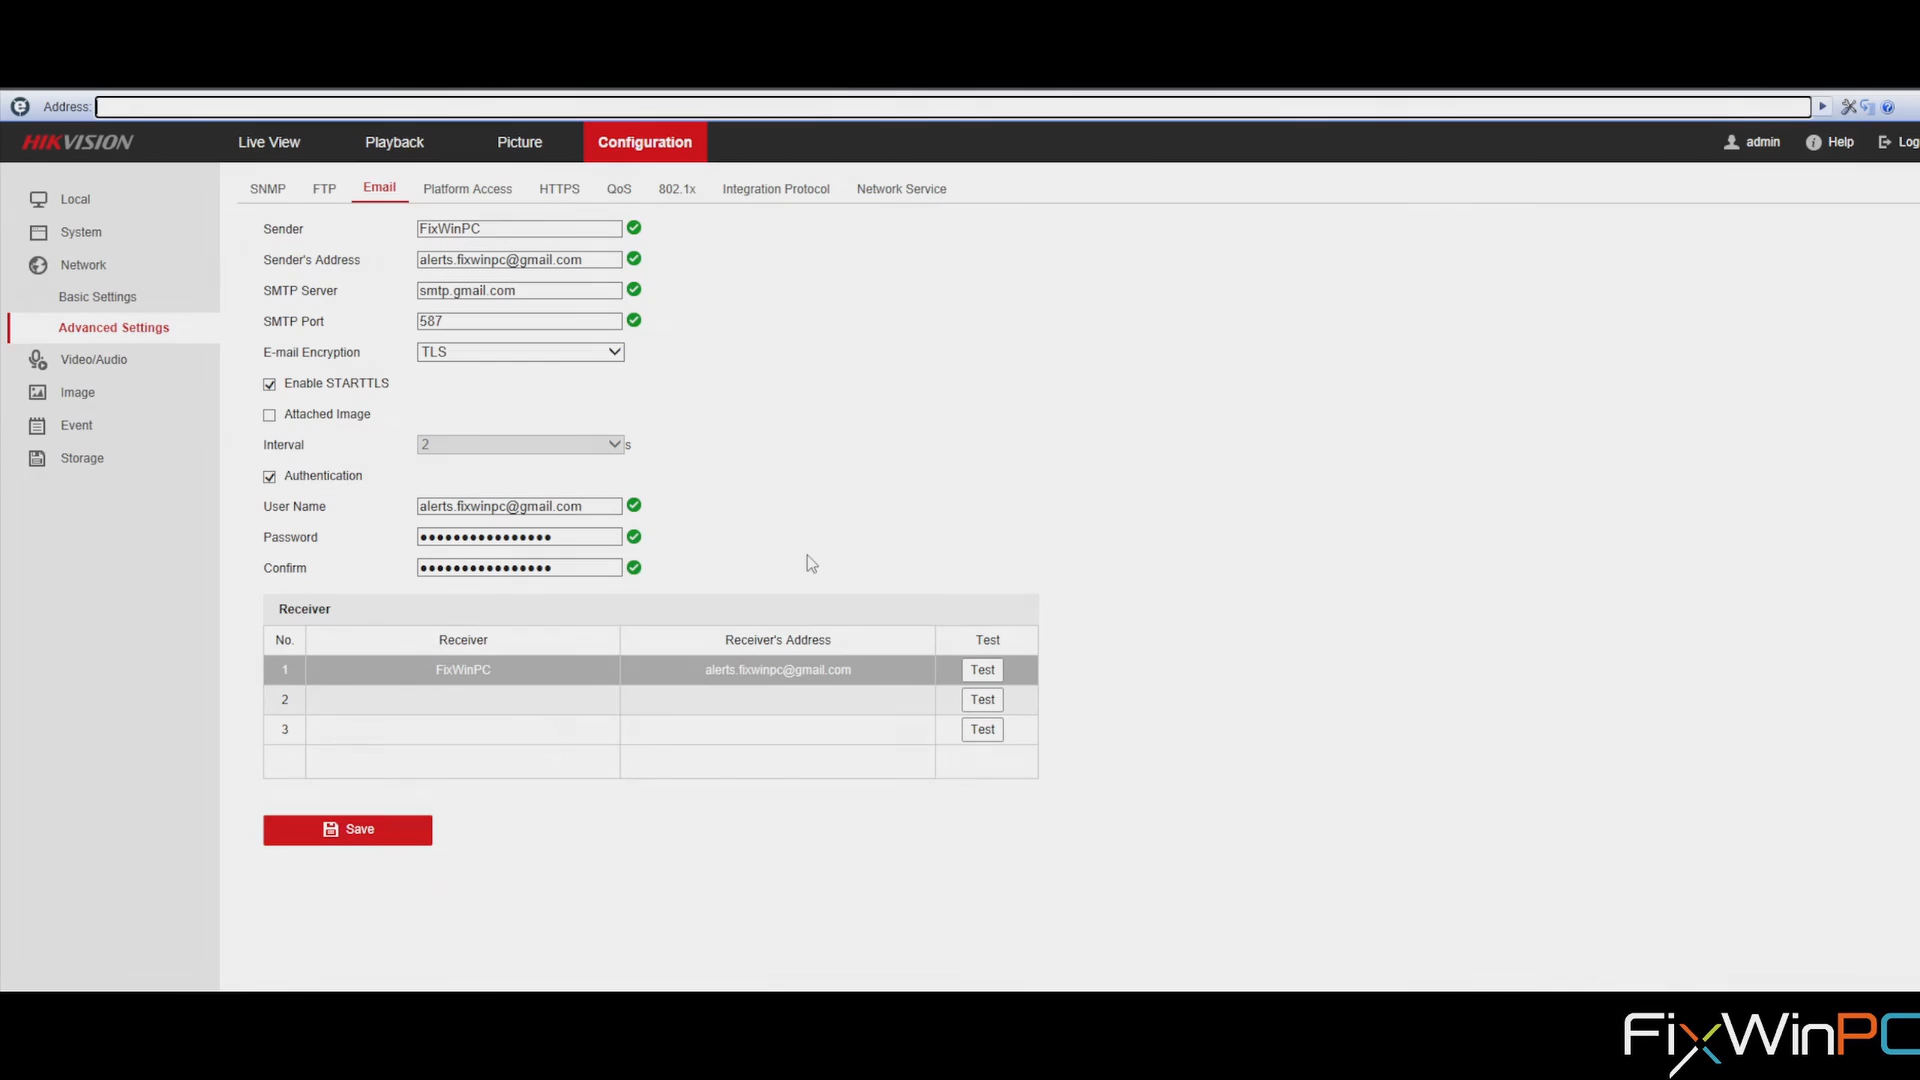 Address:
HIKVISION Live View Playback Picture Configuration admin Help Log
Local
System
Network
Basic Settings
Advanced Settings
Video/Audio
Image
Event
Storage
SNMP FTP Email Platform Access HTTPS QoS 802.1x Integration Protocol Network Service
Sender FixWinPC
Sender's Address alerts.fixwinpc@gmail.com
SMTP Server smtp.gmail.com
SMTP Port 587
E-mail Encryption TLS
Enable STARTTLS
Attached Image
Interval 2 s
Authentication
User Name alerts.fixwinpc@gmail.com
Password ●●●●●●●●●●●●●●●●
Confirm ●●●●●●●●●●●●●●●●
Receiver
No. Receiver Receiver's Address Test
1 FixWinPC alerts.fixwinpc@gmail.com Test
2 Test
3 Test
Save
FixWinPC